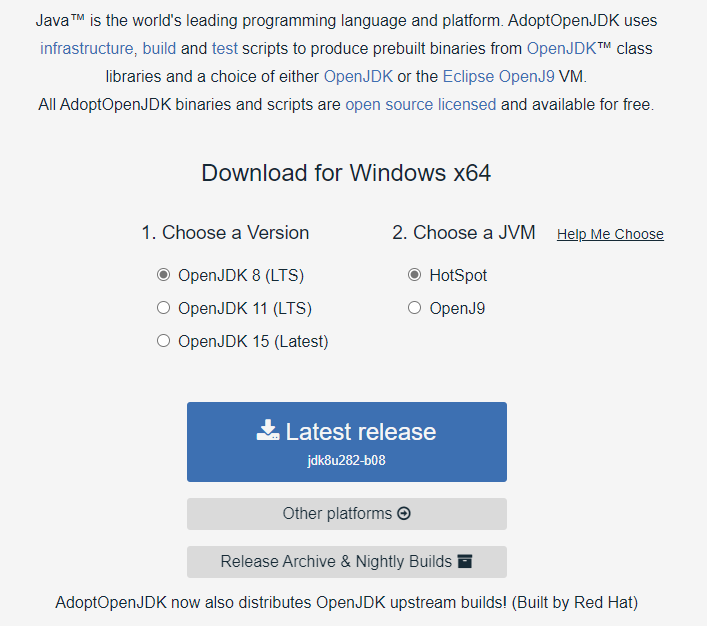 Java™ is the world's leading programming language and platform. AdoptOpenJDK uses
infrastructure, build and test scripts to produce prebuilt binaries from OpenJDK™ class
libraries and a choice of either OpenJDK or the Eclipse OpenJ9 VM.
All AdoptOpenJDK binaries and scripts are open source licensed and available for free.
Download for Windows x64
1. Choose a Version
OpenJDK 8 (LTS)
OpenJDK 11 (LTS)
OpenJDK 15 (Latest)
2. Choose a JVM Help Me Choose
HotSpot
OpenJ9
Latest release
jdk8u282-b08
Other platforms
Release Archive & Nightly Builds
AdoptOpenJDK now also distributes OpenJDK upstream builds! (Built by Red Hat)